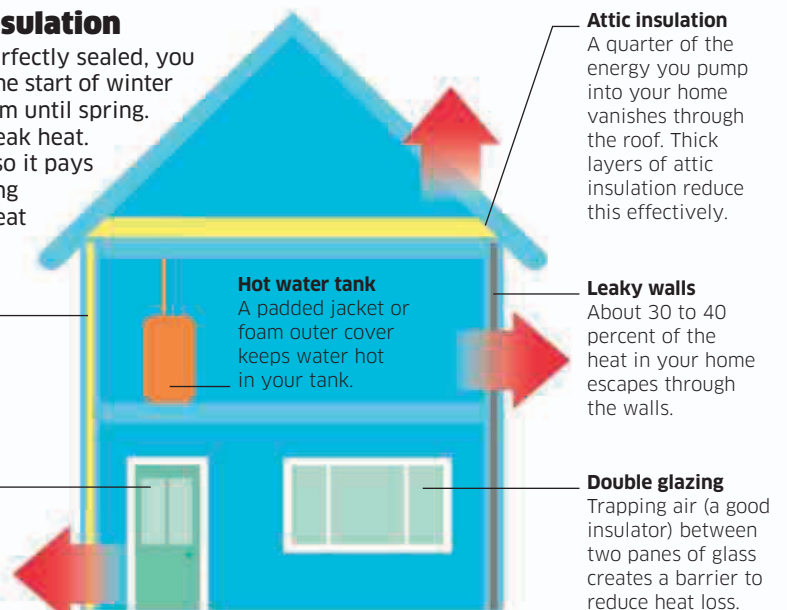 sulation
rfectly sealed, you
ne start of winter
m until spring.
eak heat.
so it pays
ng
eat
Attic insulation
A quarter of the
energy you pump
into your home
vanishes through
the roof. Thick
layers of attic
insulation reduce
this effectively.
Hot water tank
A padded jacket or
foam outer cover
keeps water hot
in your tank.
Leaky walls
About 30 to 40
percent of the
heat in your home
escapes through
the walls.
Double glazing
Trapping air (a good
insulator) between
two panes of glass
creates a barrier to
reduce heat loss.